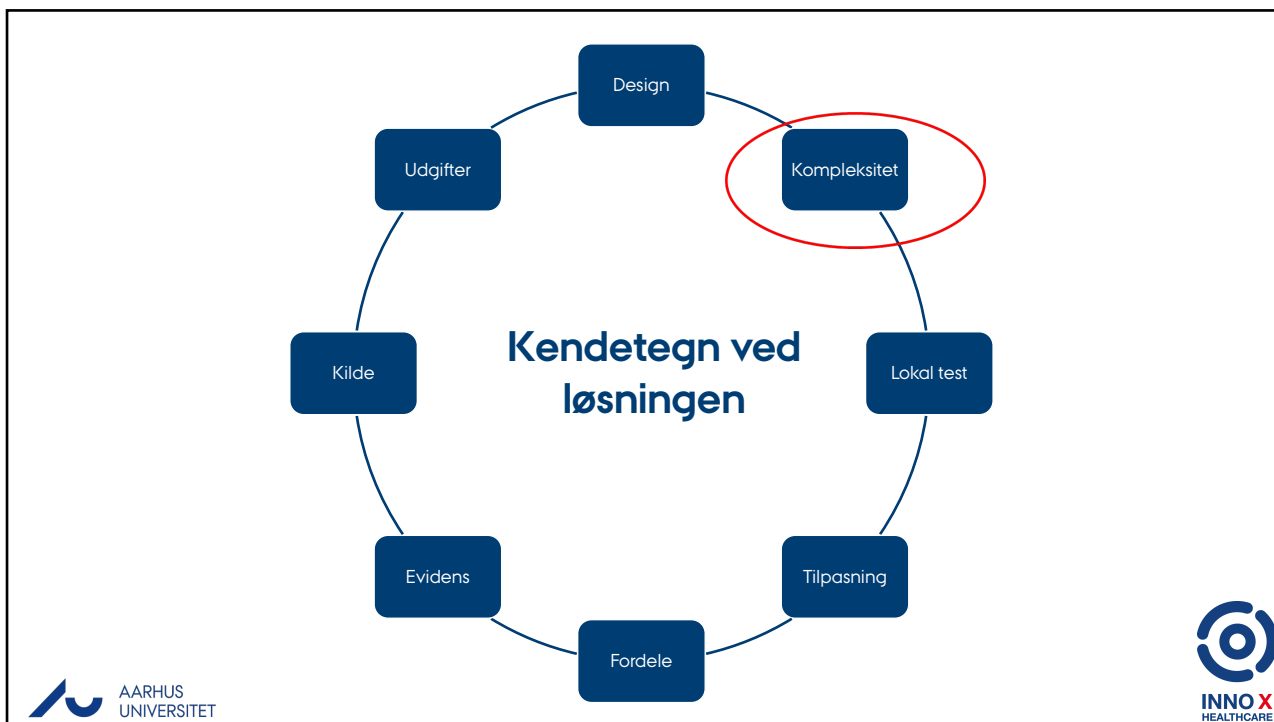 Design
Kompleksitet
Lokal test
Tilpasning
Fordele
Evidens
Kilde
Udgifter
Kendetegn ved
løsningen
AARHUS
UNIVERSITET
INNO X
HEALTHCARE